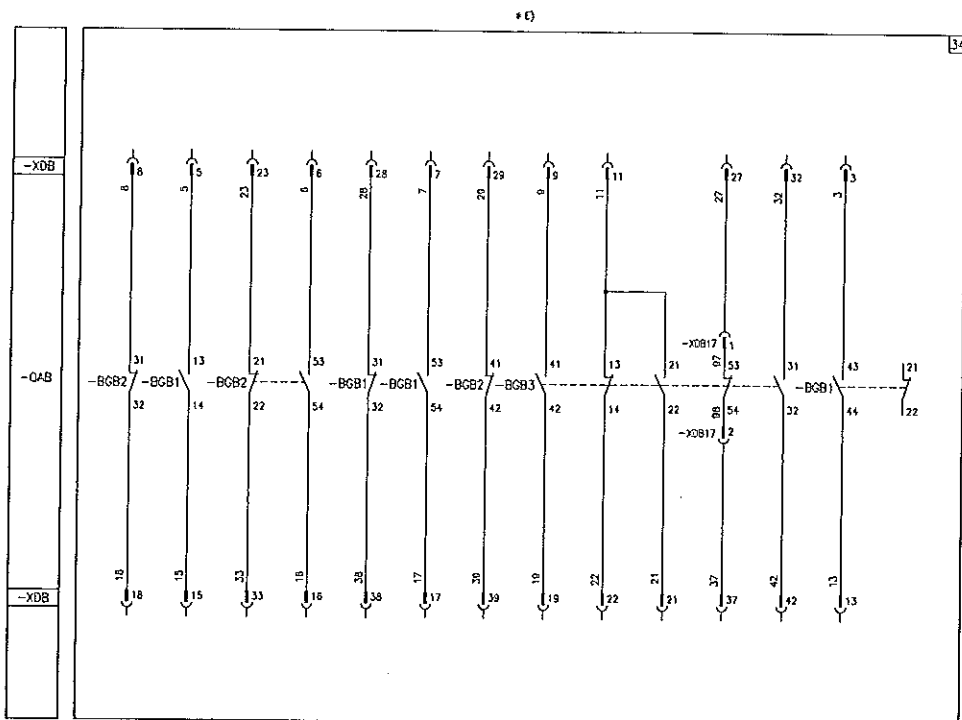 * E)
34
-XDB
8 5 23 6 28 7 29 9 11 27 32 3
8 5 23 6 28 7 29 9 11 27 32 3
-XDB17 1
97
31 13 21 53 31 53 41 41 13 21 53 31 43 21
-QAB
-BGB2 -BGB1 -BGB2 -BGB1 -BGB1 -BGB2 -BGB3 -BGB1
32 14 22 54 32 54 42 42 14 22 54 32 44 22
98
-XDB17 2
18 15 33 16 38 17 39 19 22 21 37 42 13
-XDB
18 15 33 16 38 17 39 19 22 21 37 42 13